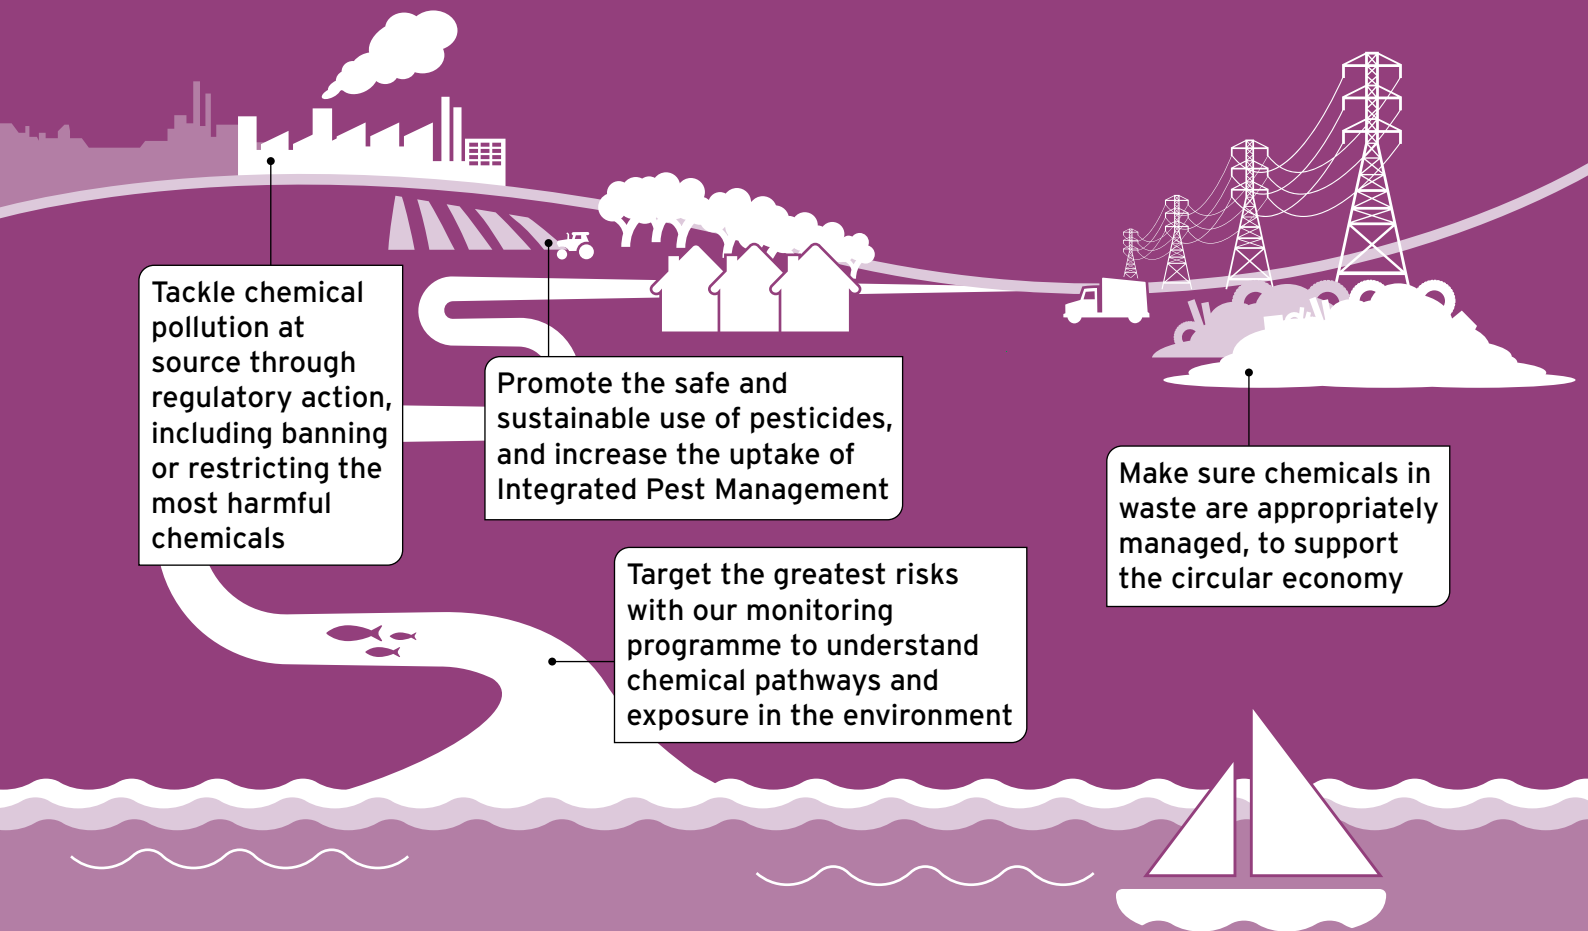 Tackle chemical
pollution at
source through
regulatory action,
including banning
or restricting the
most harmful
chemicals
Promote the safe and
sustainable use of pesticides,
and increase the uptake of
Integrated Pest Management
Make sure chemicals in
waste are appropriately
managed, to support
the circular economy
Target the greatest risks
with our monitoring
programme to understand
chemical pathways and
exposure in the environment